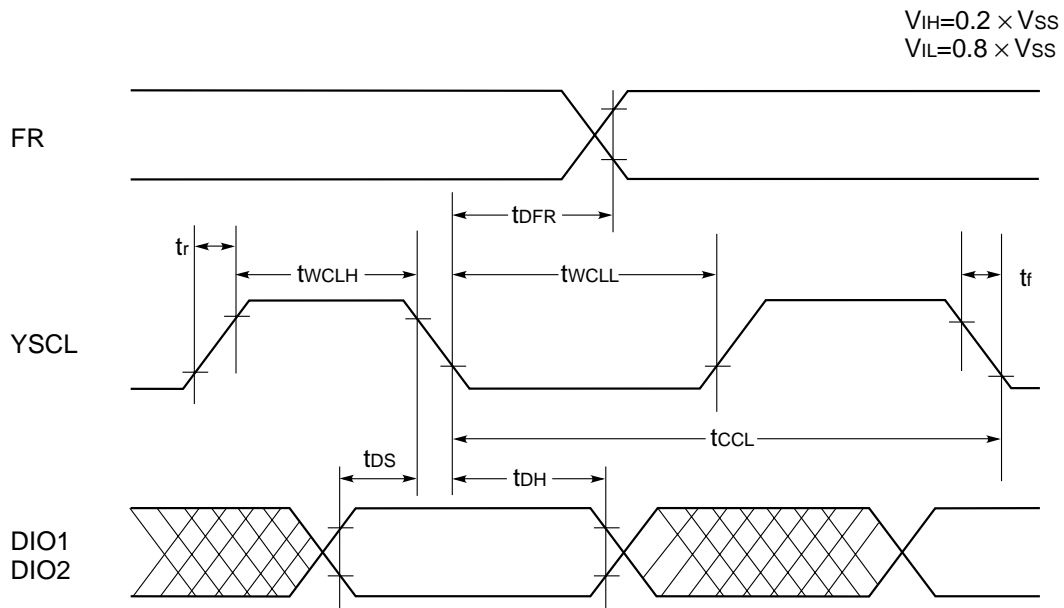 VIH=0.2 × VSS
VIL=0.8 × VSS
FR
tDFR
tr
tWCLH
tWCLL
tf
YSCL
tCCL
tDS
tDH
DIO1
DIO2